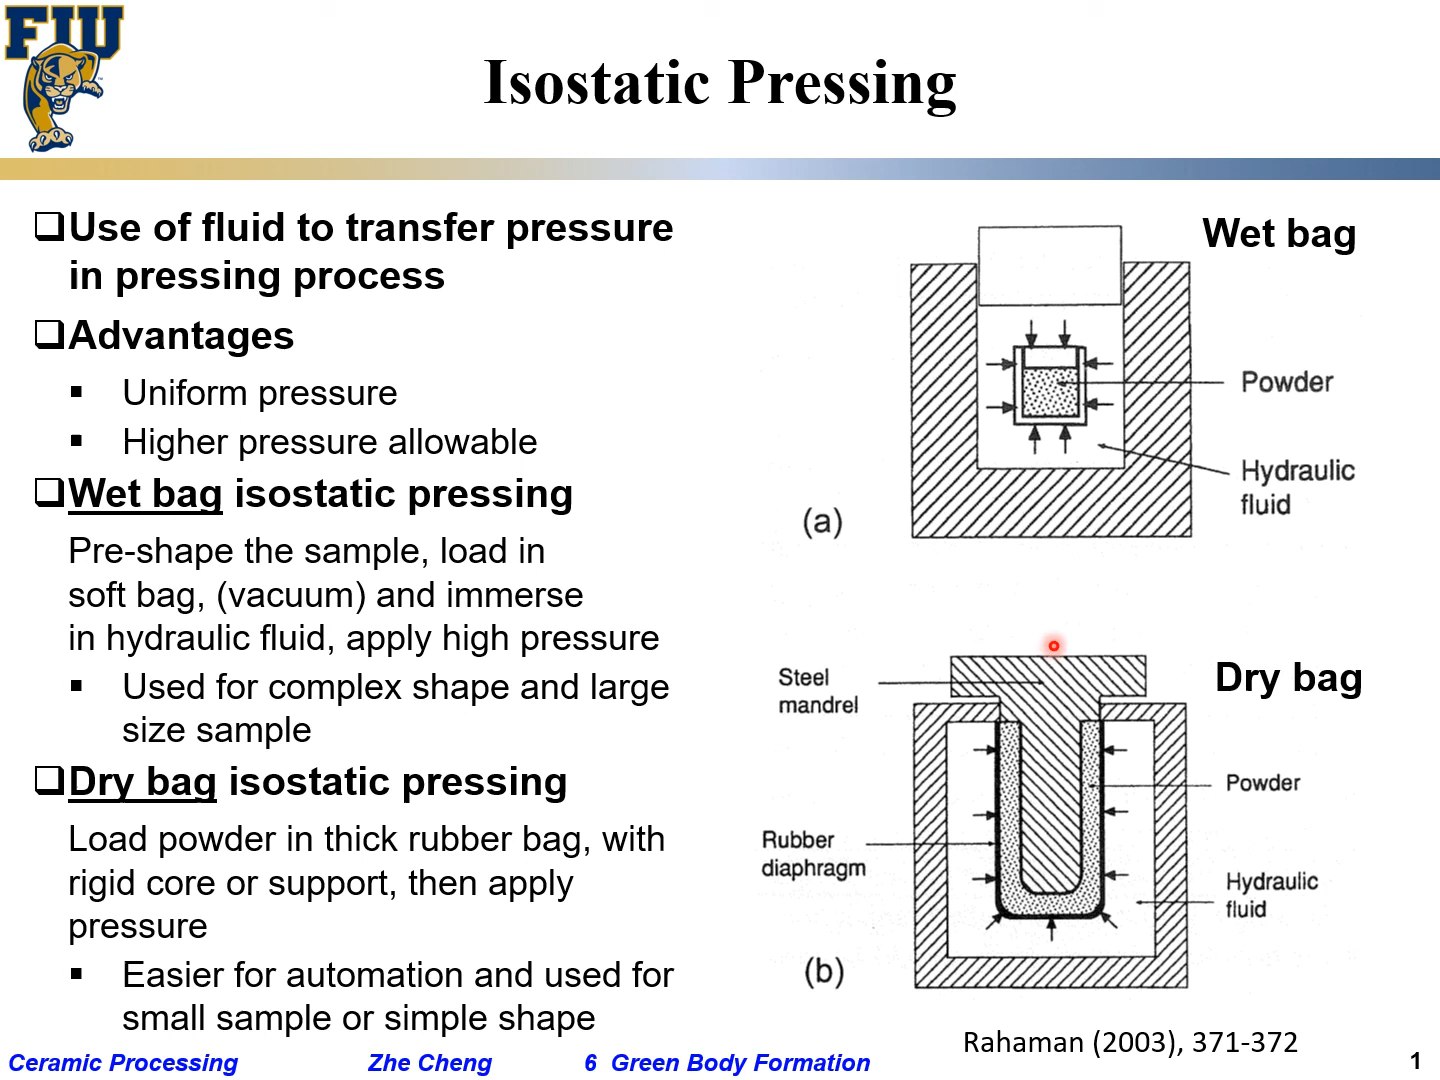 FIU
Isostatic Pressing
Use of fluid to transfer pressure
in pressing process
Advantages
Uniform pressure
Higher pressure allowable
Wet bag isostatic pressing
Pre-shape the sample, load in
soft bag, (vacuum) and immerse
in hydraulic fluid, apply high pressure
Used for complex shape and large
size sample
Dry bag isostatic pressing
Load powder in thick rubber bag, with
rigid core or support, then apply
pressure
Easier for automation and used for
small sample or simple shape
Wet bag
Powder
Hydraulic
fluid
(a)
Dry bag
Steel
mandrel
Powder
Rubber
diaphragm
Hydraulic
fluid
(b)
Rahaman (2003), 371-372
Ceramic Processing Zhe Cheng 6 Green Body Formation 1